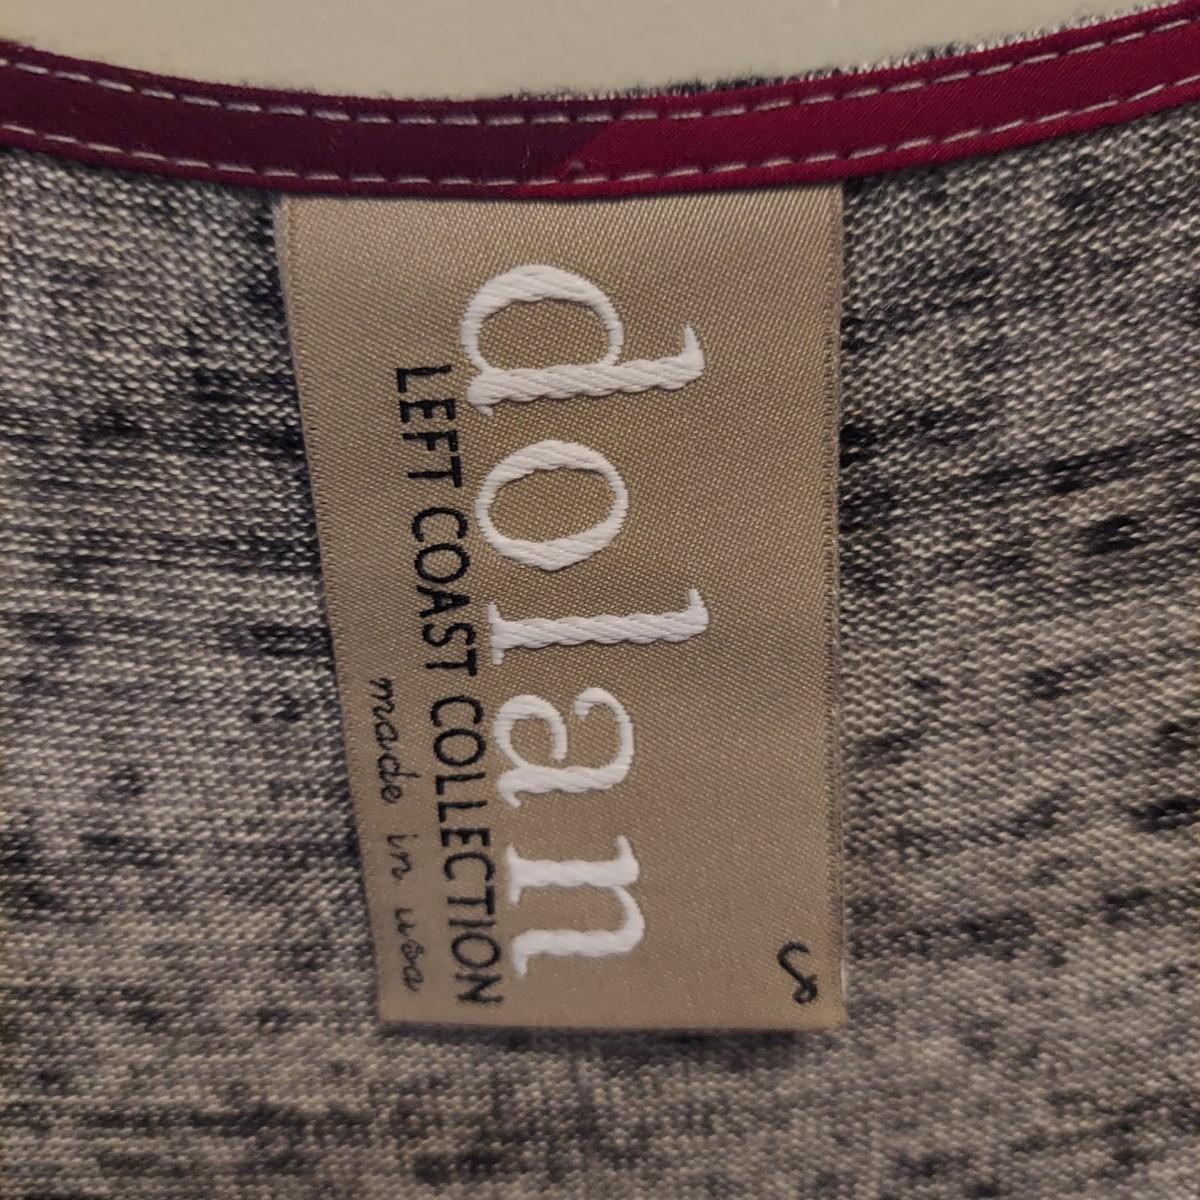 s
dolan
LEFT COAST COLLECTION
made in usa